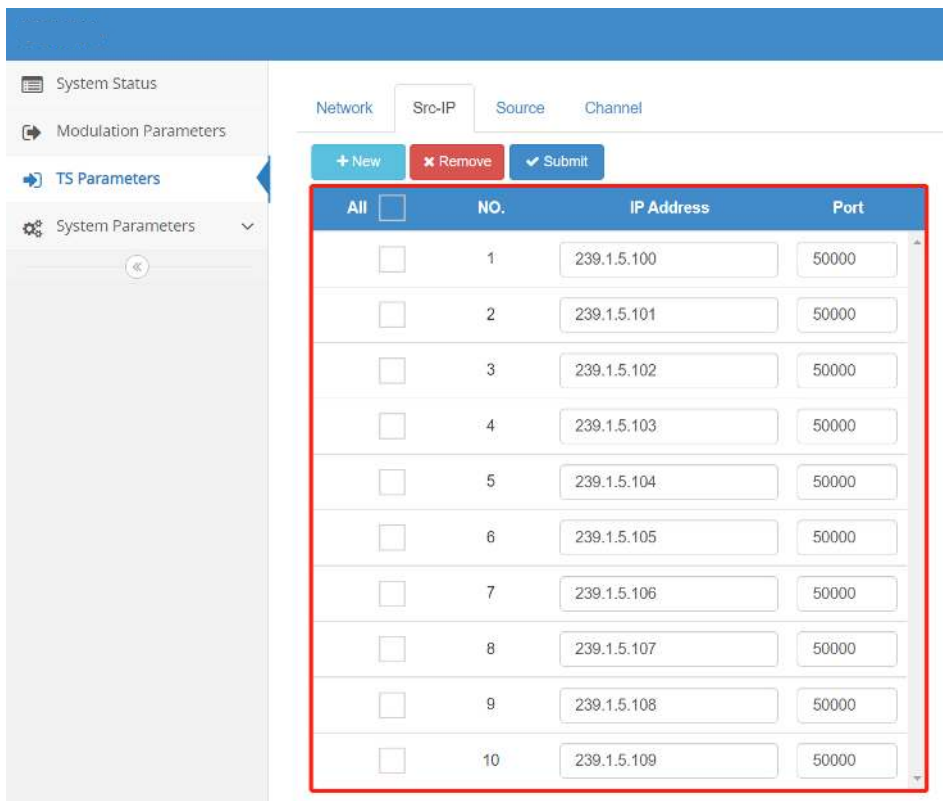 System Status
Modulation Parameters
TS Parameters
System Parameters
Network Src-IP Source Channel
+ New × Remove ✔ Submit
All NO. IP Address Port
1 239.1.5.100 50000
2 239.1.5.101 50000
3 239.1.5.102 50000
4 239.1.5.103 50000
5 239.1.5.104 50000
6 239.1.5.105 50000
7 239.1.5.106 50000
8 239.1.5.107 50000
9 239.1.5.108 50000
10 239.1.5.109 50000